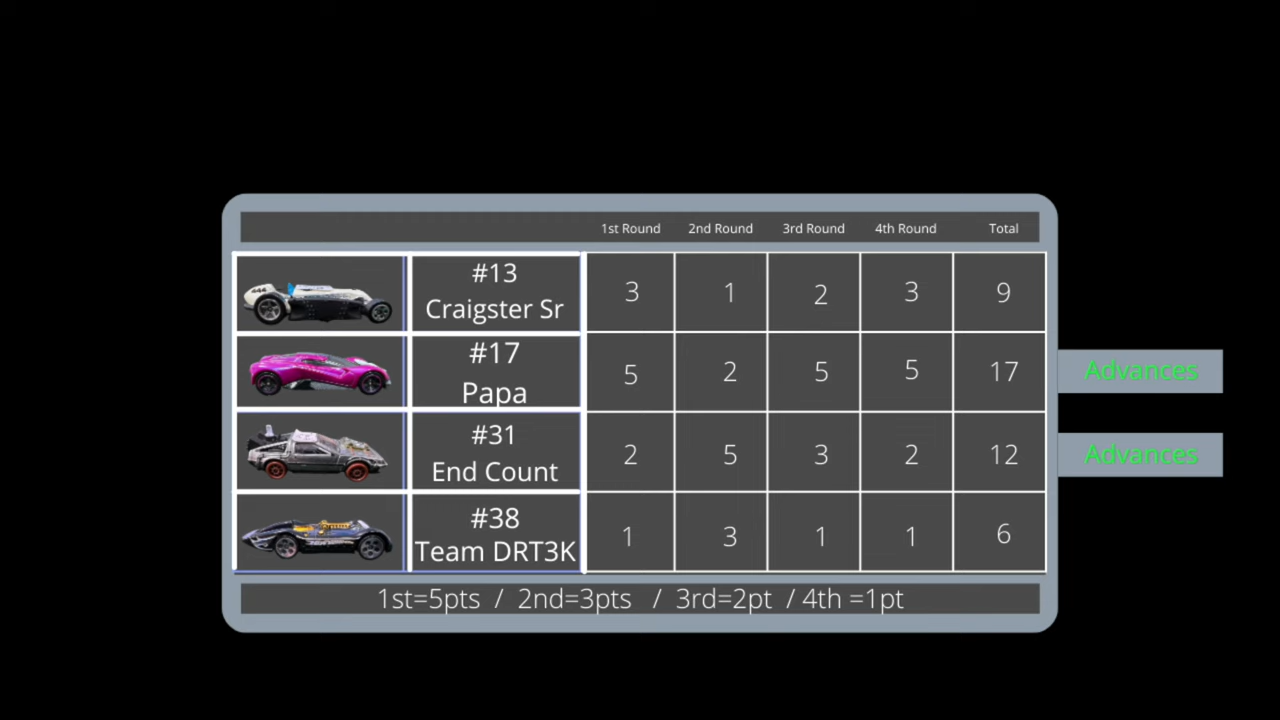 1st Round 2nd Round 3rd Round 4th Round Total
#13
Craigster Sr
3 1 2 3 9
#17
Papa
5 2 5 5 17
Advances
#31
End Count
2 5 3 2 12
Advances
#38
Team DRT3K
1 3 1 1 6
1st=5pts / 2nd=3pts / 3rd=2pt / 4th =1pt